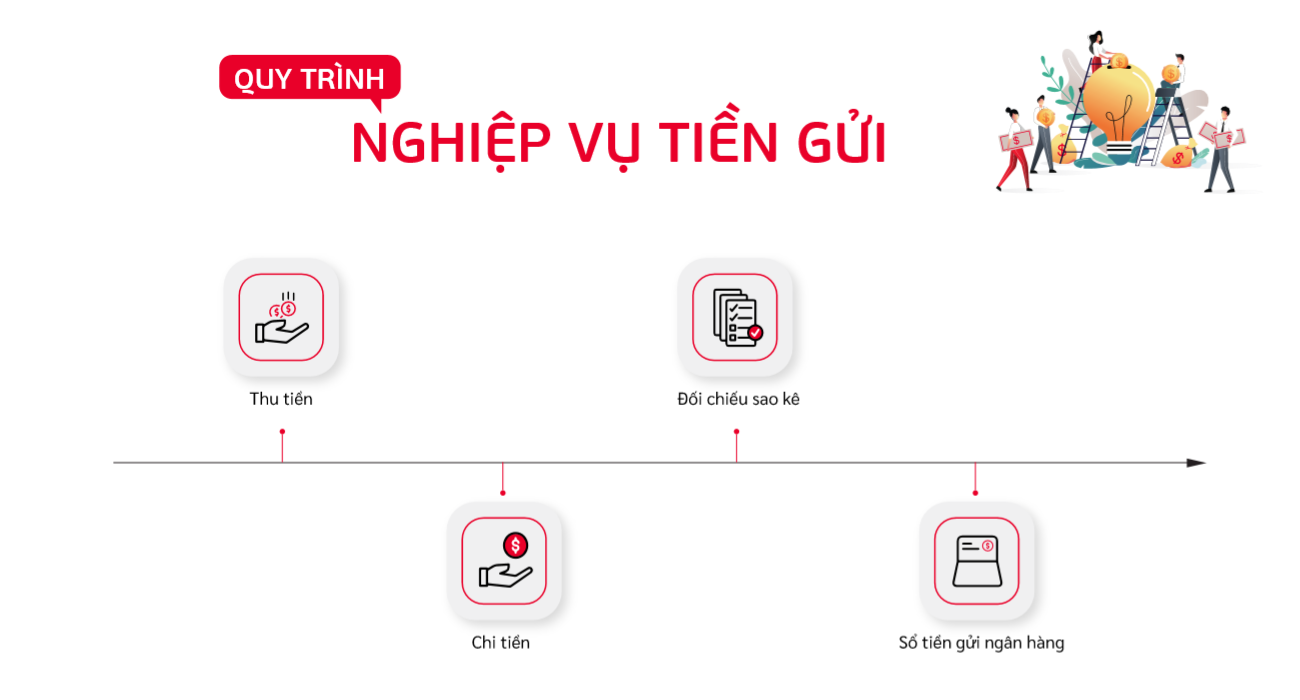 QUY TRÌNH
NGHIỆP VỤ TIỀN GỬI
Thu tiền
Đối chiếu sao kê
Chi tiền
Sổ tiền gửi ngân hàng